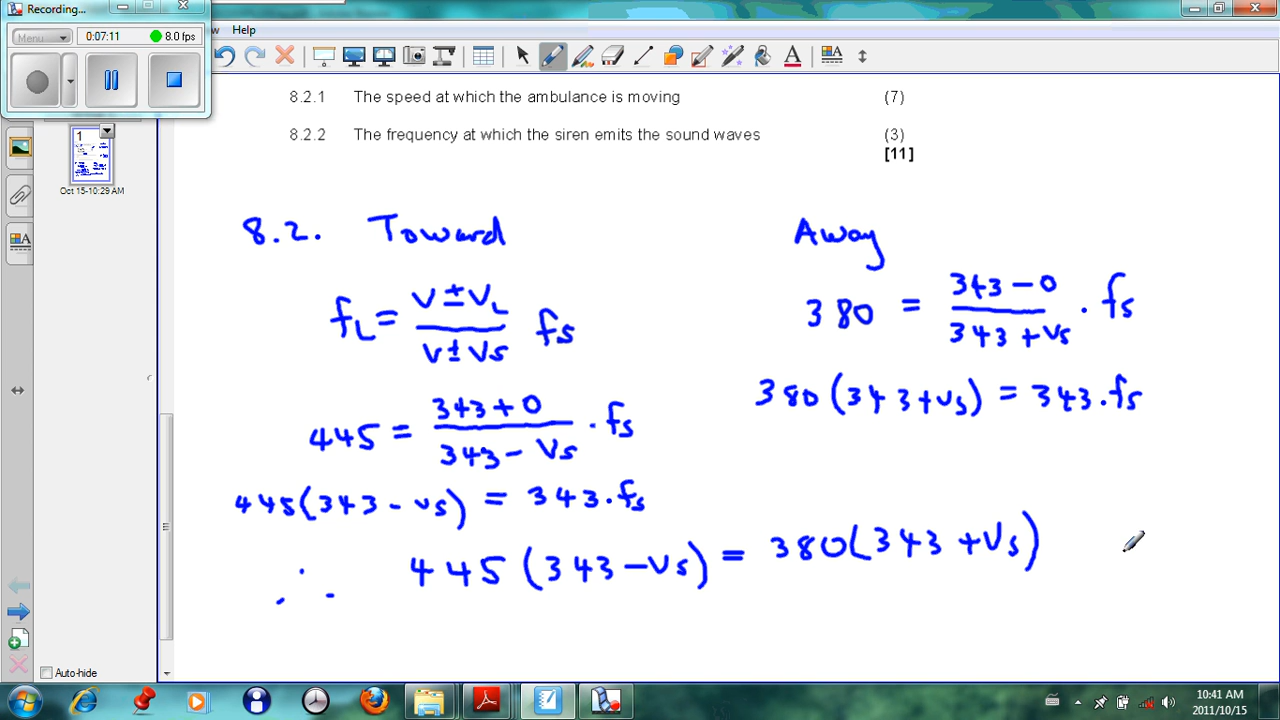 Recording...
Menu
0:07:11
8.0 fps
w Help
8.2.1 The speed at which the ambulance is moving (7)
8.2.2 The frequency at which the siren emits the sound waves (3)
[11]
1
Oct 15-10:29 AM
8.2. Toward
Away
fL = (v ± vL)/(v ± vs) fs
380 = (343 - 0)/(343 + vs) . fs
445 = (343 + 0)/(343 - vs) . fs
380(343+vs) = 343.fs
445(343 - vs) = 343.fs
∴ 445(343 - vs) = 380(343 + vs)
Auto-hide
10:41 AM
2011/10/15